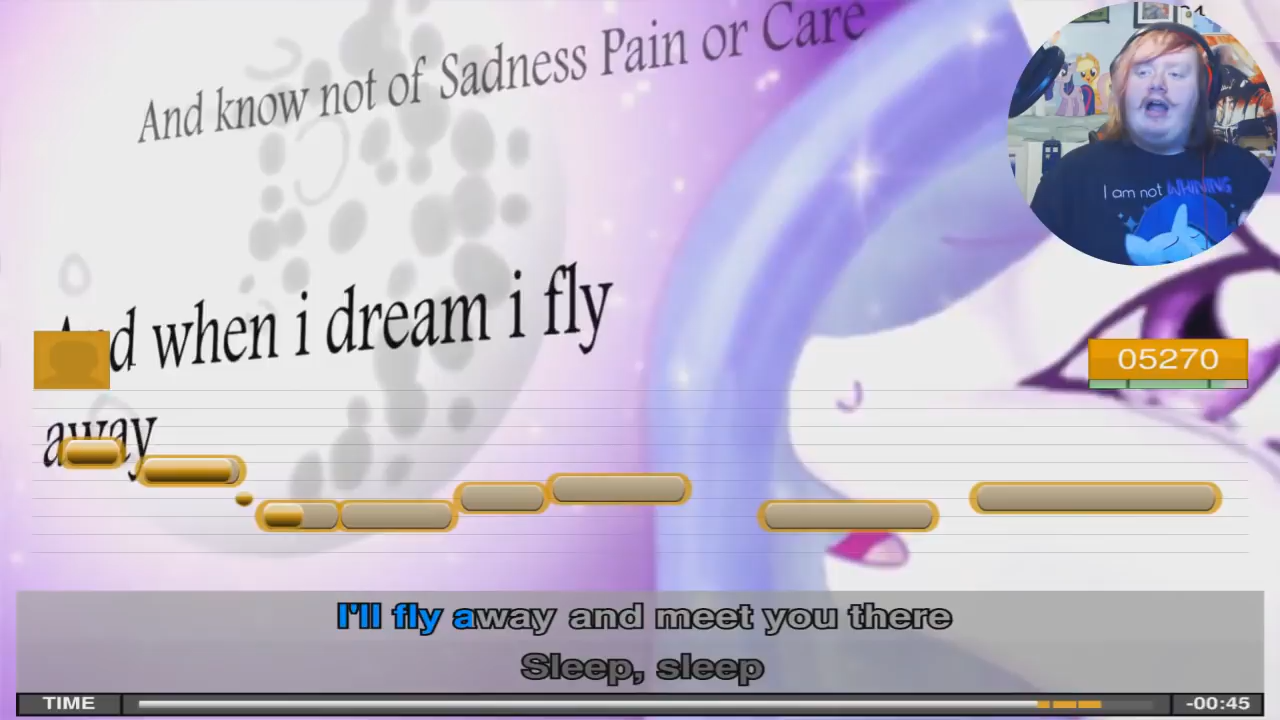 And know not of Sadness Pain or Care
I am not WHINING
when i dream i fly
away
05270
I'll fly away and meet you there
Sleep, sleep
TIME
-00:45